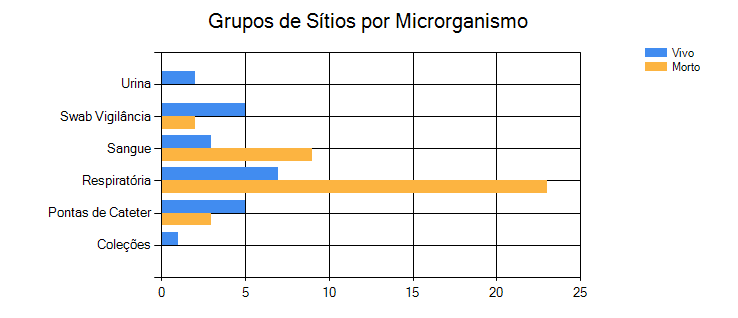 Grupos de Sítios por Microrganismo
Vivo
Morto
Urina
Swab Vigilância
Sangue
Respiratória
Pontas de Cateter
Coleções
0 5 10 15 20 25